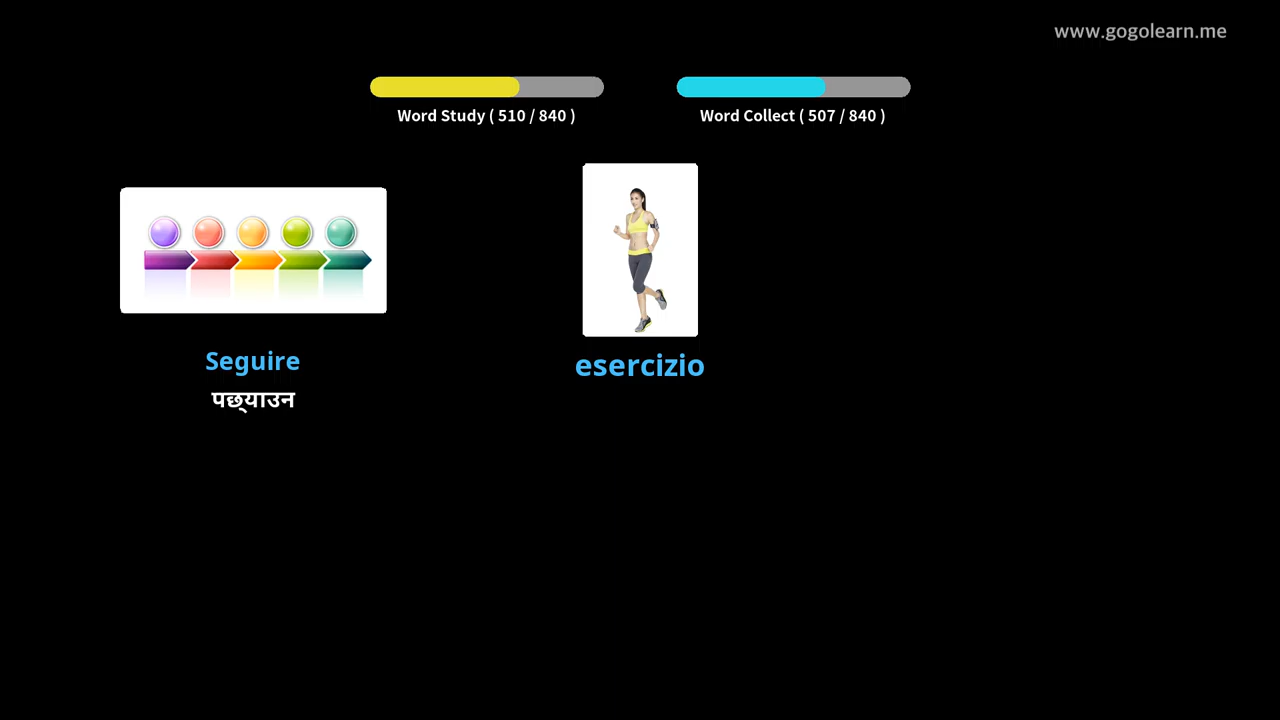 www.gogolearn.me
Word Study ( 510 / 840 )
Word Collect ( 507 / 840 )
Seguire
पछ्याउन
esercizio